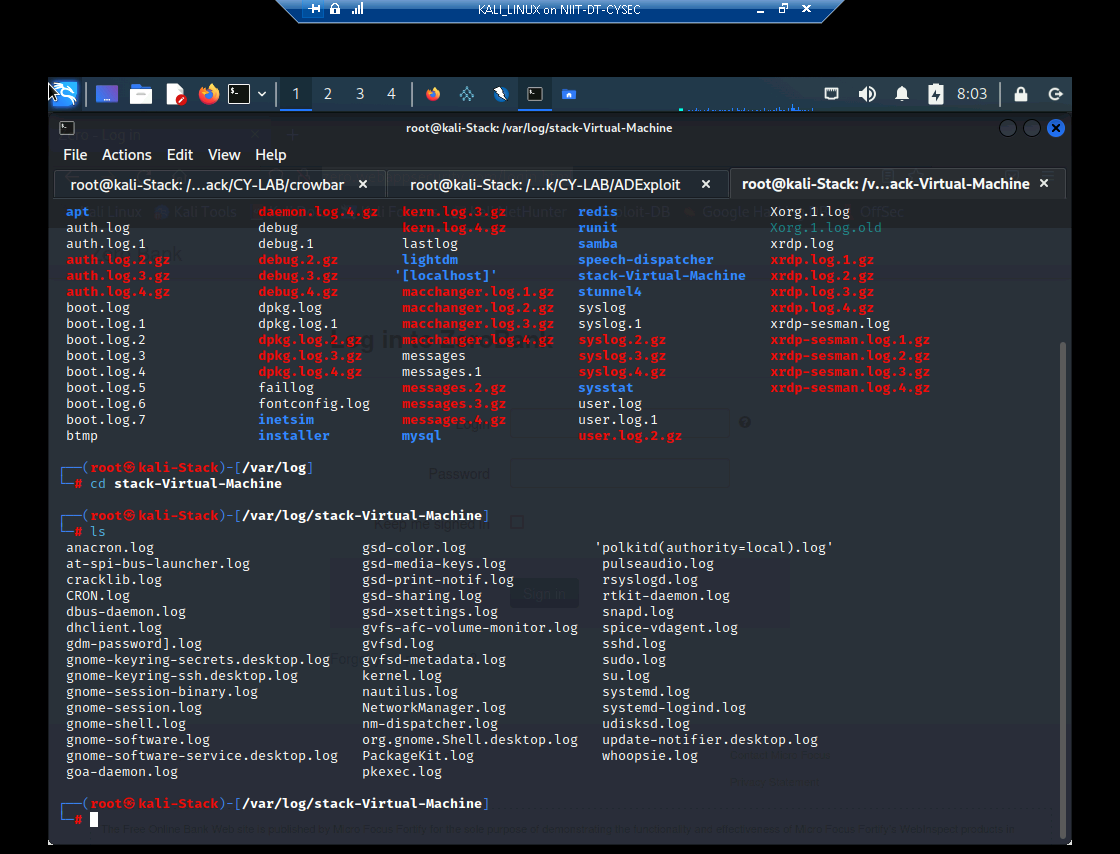 KALI_LINUX on NIIT-DT-CYSEC
1 2 3 4 8:03
root@kali-Stack: /var/log/stack-Virtual-Machine
File Actions Edit View Help
root@kali-Stack: /...ack/CY-LAB/crowbar × root@kali-Stack: /...k/CY-LAB/ADExploit × root@kali-Stack: /v...ack-Virtual-Machine ×
apt daemon.log.4.gz kern.log.3.gz redis Xorg.1.log
auth.log debug kern.log.4.gz runit Xorg.1.log.old
auth.log.1 debug.1 lastlog samba xrdp.log
auth.log.2.gz debug.2.gz lightdm speech-dispatcher xrdp.log.1.gz
auth.log.3.gz debug.3.gz '[localhost]' stack-Virtual-Machine xrdp.log.2.gz
auth.log.4.gz debug.4.gz macchanger.log.1.gz stunnel4 xrdp.log.3.gz
boot.log dpkg.log macchanger.log.2.gz syslog xrdp.log.4.gz
boot.log.1 dpkg.log.1 macchanger.log.3.gz syslog.1 xrdp-sesman.log
boot.log.2 dpkg.log.2.gz macchanger.log.4.gz syslog.2.gz xrdp-sesman.log.1.gz
boot.log.3 dpkg.log.3.gz messages syslog.3.gz xrdp-sesman.log.2.gz
boot.log.4 dpkg.log.4.gz messages.1 syslog.4.gz xrdp-sesman.log.3.gz
boot.log.5 faillog messages.2.gz sysstat xrdp-sesman.log.4.gz
boot.log.6 fontconfig.log messages.3.gz user.log
boot.log.7 inetsim messages.4.gz user.log.1
btmp installer mysql user.log.2.gz
Password
┌──(root㉿kali-Stack)-[/var/log]
└─# cd stack-Virtual-Machine
┌──(root㉿kali-Stack)-[/var/log/stack-Virtual-Machine]
└─# ls
anacron.log gsd-color.log 'polkitd(authority=local).log'
at-spi-bus-launcher.log gsd-media-keys.log pulseaudio.log
cracklib.log gsd-print-notif.log rsyslogd.log
CRON.log gsd-sharing.log rtkit-daemon.log
dbus-daemon.log gsd-xsettings.log snapd.log
dhclient.log gvfs-afc-volume-monitor.log spice-vdagent.log
gdm-password].log gvfsd.log sshd.log
gnome-keyring-secrets.desktop.log gvfsd-metadata.log sudo.log
gnome-keyring-ssh.desktop.log kernel.log su.log
gnome-session-binary.log nautilus.log systemd.log
gnome-session.log NetworkManager.log systemd-logind.log
gnome-shell.log nm-dispatcher.log udisksd.log
gnome-software.log org.gnome.Shell.desktop.log update-notifier.desktop.log
gnome-software-service.desktop.log PackageKit.log whoopsie.log
goa-daemon.log pkexec.log
┌──(root㉿kali-Stack)-[/var/log/stack-Virtual-Machine]
└─#